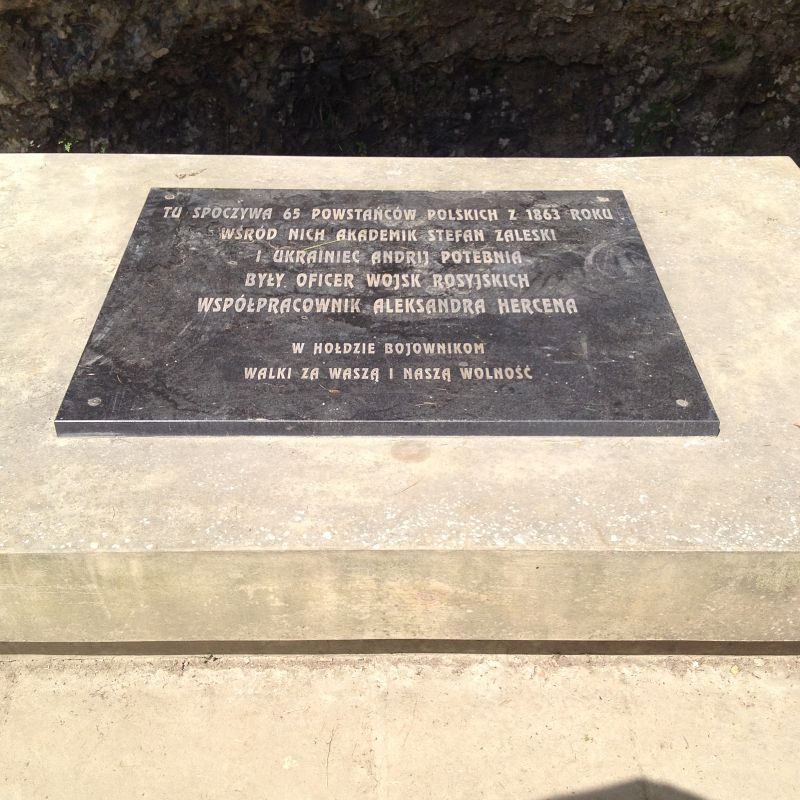 TU SPOCZYWA 65 POWSTAŃCÓW POLSKICH Z 1863 ROKU
WŚRÓD NICH AKADEMIK STEFAN ZALESKI
I UKRAINIEC ANDRIJ POTEBNIA
BYŁY OFICER WOJSK ROSYJSKICH
WSPÓŁPRACOWNIK ALEKSANDRA HERCENA
W HOŁDZIE BOJOWNIKOM
WALKI ZA WASZĄ I NASZĄ WOLNOŚĆ